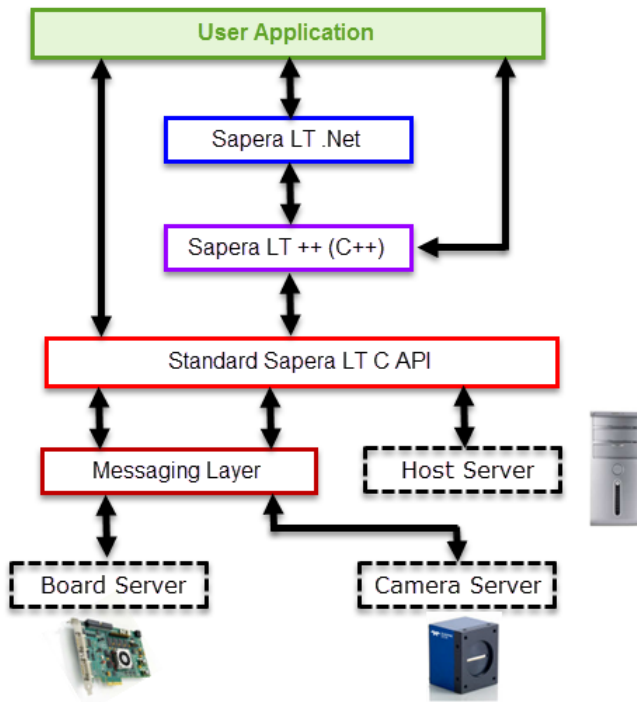 User Application
Sapera LT .Net
Sapera LT ++ (C++)
Standard Sapera LT C API
Messaging Layer
Host Server
Board Server
Camera Server